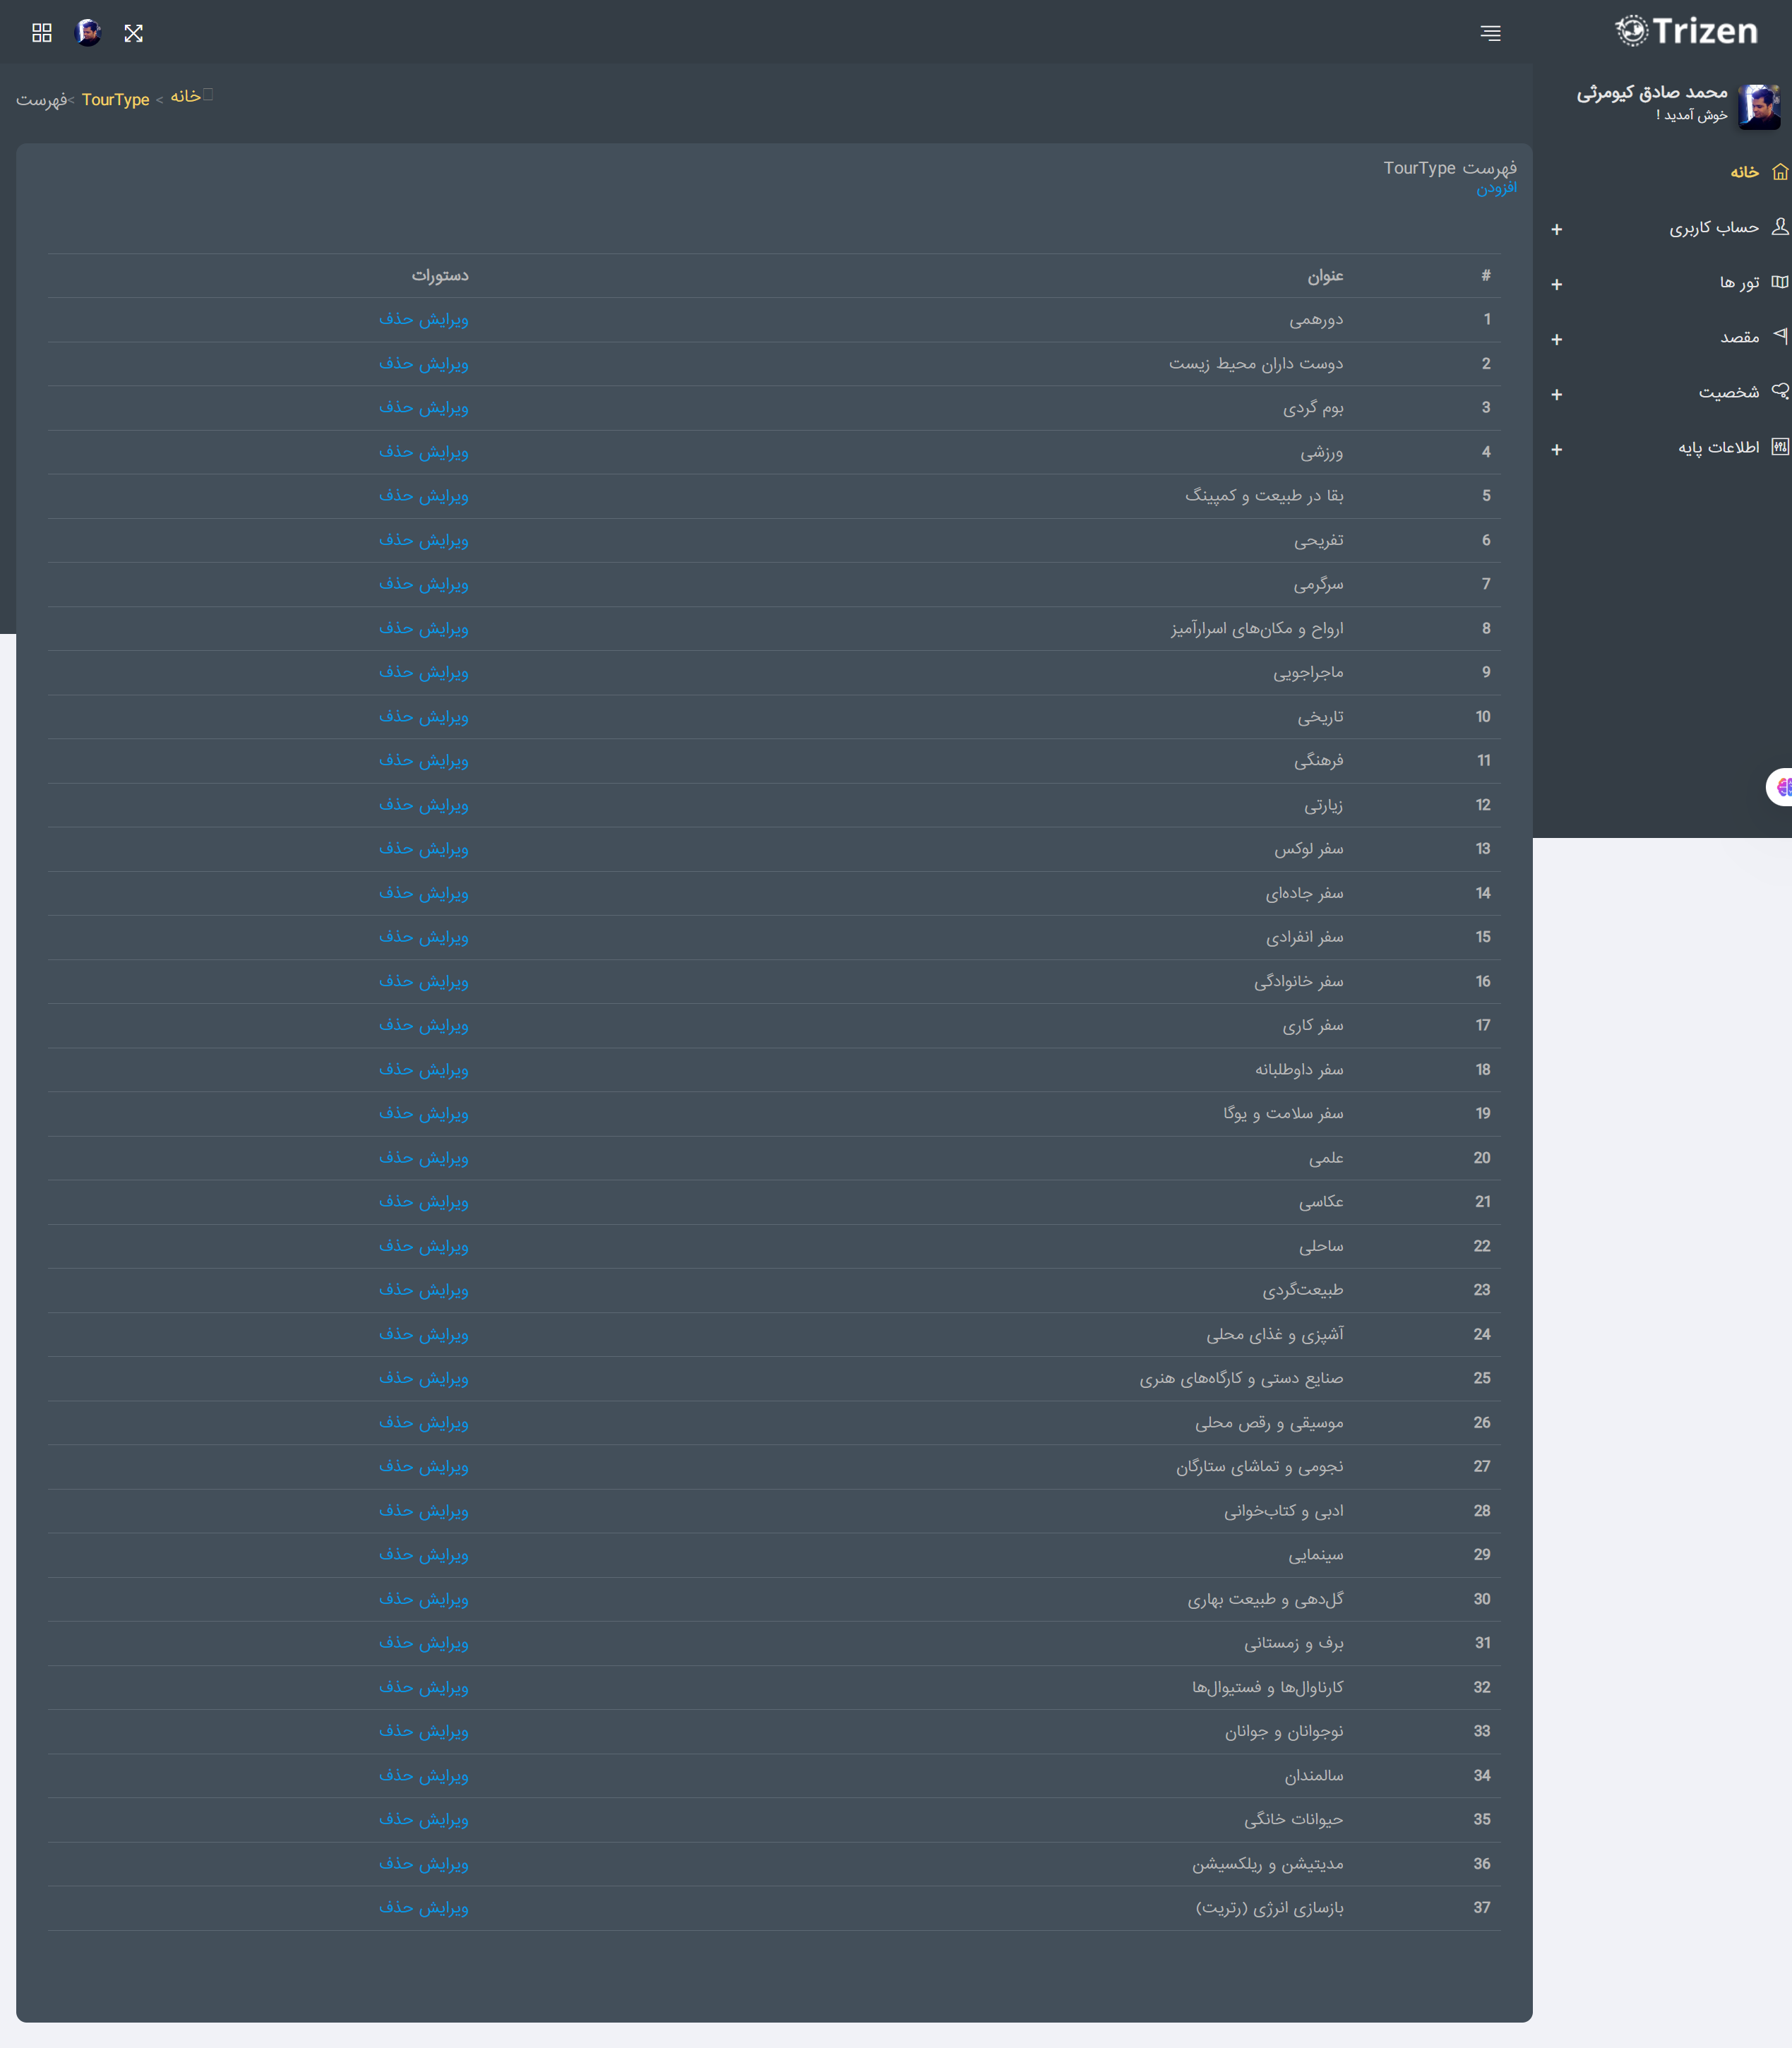 Trizen
محمد صادق کیومرثی
خوش آمدید !
خانه
حساب کاربری +
تور ها +
مقصد +
شخصیت +
اطلاعات پایه +
خانه > TourType >فهرست
فهرست TourType
افزودن
# عنوان دستورات
1 دورهمی ویرایش حذف
2 دوست داران محیط زیست ویرایش حذف
3 بوم گردی ویرایش حذف
4 ورزشی ویرایش حذف
5 بقا در طبیعت و کمپینگ ویرایش حذف
6 تفریحی ویرایش حذف
7 سرگرمی ویرایش حذف
8 ارواح و مکان‌های اسرارآمیز ویرایش حذف
9 ماجراجویی ویرایش حذف
10 تاریخی ویرایش حذف
11 فرهنگی ویرایش حذف
12 زیارتی ویرایش حذف
13 سفر لوکس ویرایش حذف
14 سفر جاده‌ای ویرایش حذف
15 سفر انفرادی ویرایش حذف
16 سفر خانوادگی ویرایش حذف
17 سفر کاری ویرایش حذف
18 سفر داوطلبانه ویرایش حذف
19 سفر سلامت و یوگا ویرایش حذف
20 علمی ویرایش حذف
21 عکاسی ویرایش حذف
22 ساحلی ویرایش حذف
23 طبیعت‌گردی ویرایش حذف
24 آشپزی و غذای محلی ویرایش حذف
25 صنایع دستی و کارگاه‌های هنری ویرایش حذف
26 موسیقی و رقص محلی ویرایش حذف
27 نجومی و تماشای ستارگان ویرایش حذف
28 ادبی و کتاب‌خوانی ویرایش حذف
29 سینمایی ویرایش حذف
30 گل‌دهی و طبیعت بهاری ویرایش حذف
31 برف و زمستانی ویرایش حذف
32 کارناوال‌ها و فستیوال‌ها ویرایش حذف
33 نوجوانان و جوانان ویرایش حذف
34 سالمندان ویرایش حذف
35 حیوانات خانگی ویرایش حذف
36 مدیتیشن و ریلکسیشن ویرایش حذف
37 بازسازی انرژی (رتریت) ویرایش حذف